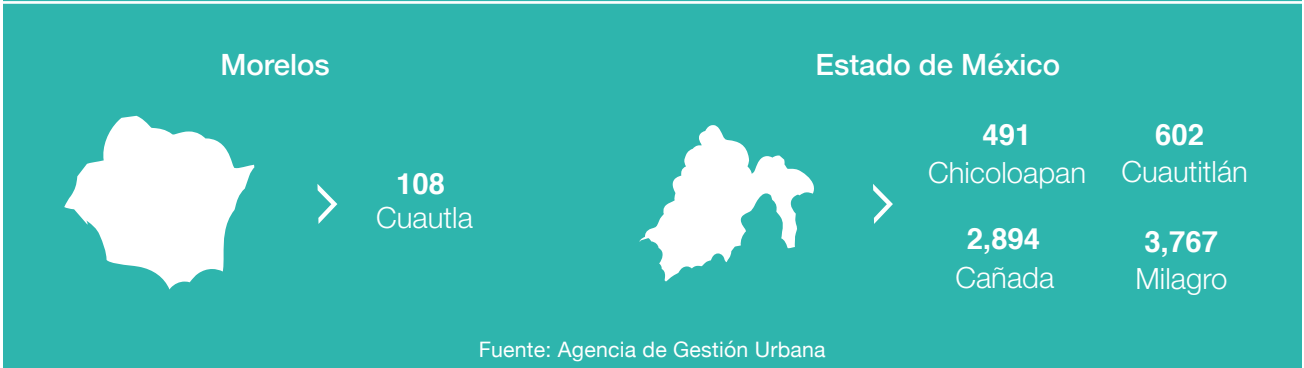 Morelos
108
Cuautla
Estado de México
491
Chicoloapan
602
Cuautitlán
2,894
Cañada
3,767
Milagro
Fuente: Agencia de Gestión Urbana